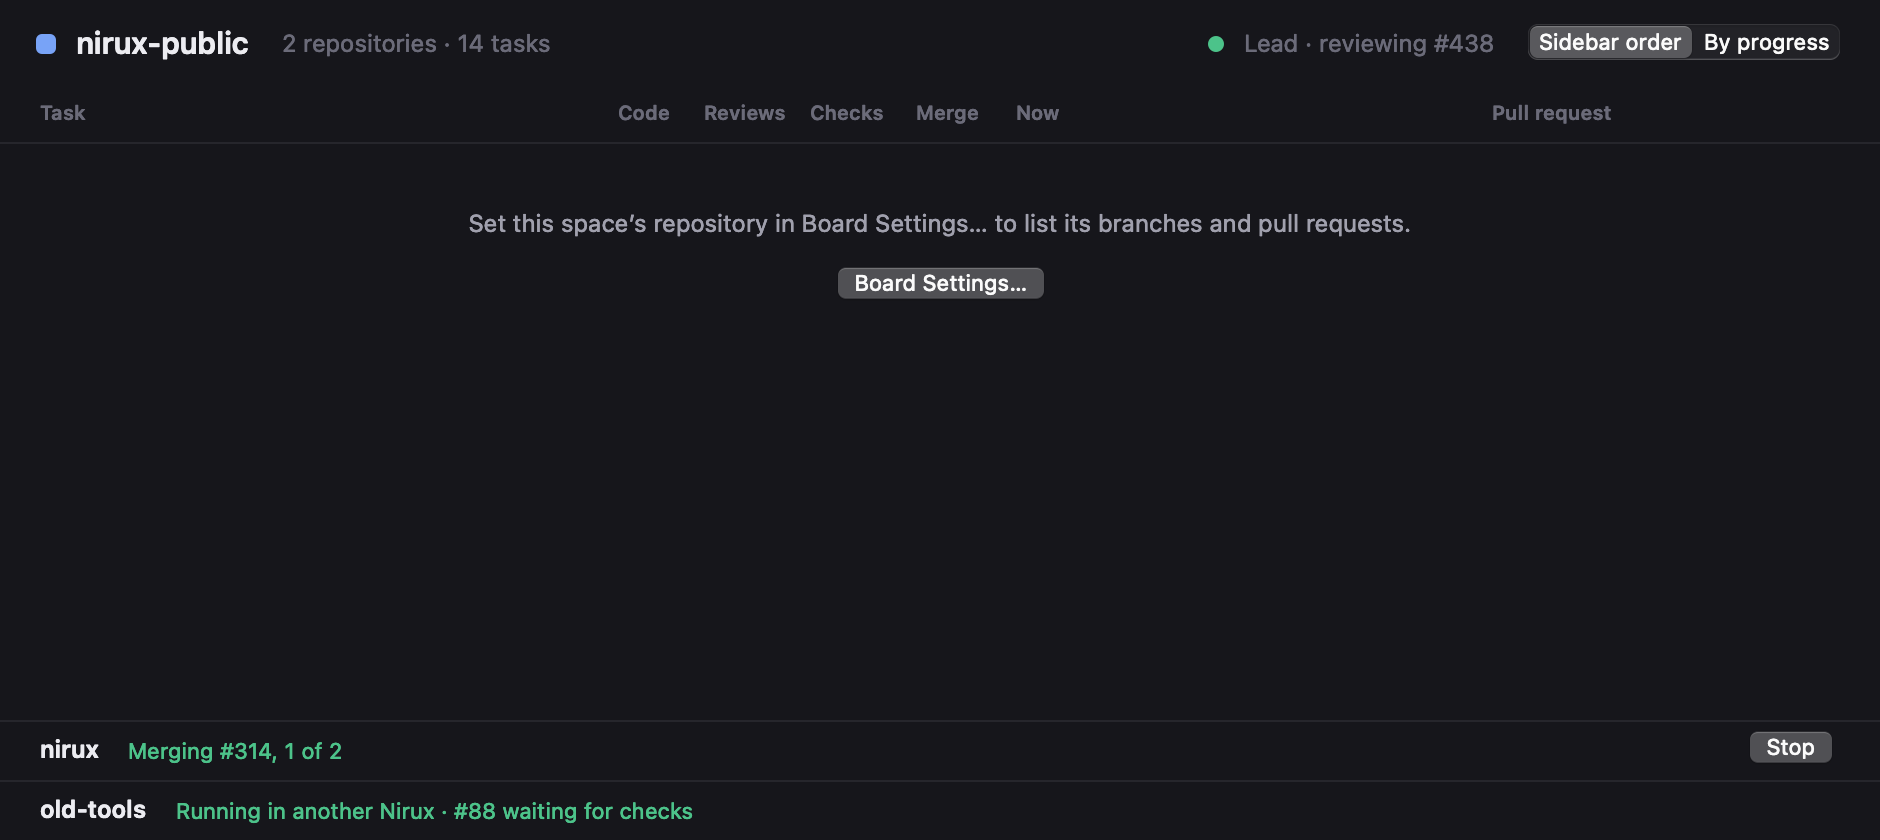 nirux-public 2 repositories · 14 tasks Lead · reviewing #438 Sidebar order By progress
Task Code Reviews Checks Merge Now Pull request
Set this space’s repository in Board Settings... to list its branches and pull requests.
Board Settings...
nirux Merging #314, 1 of 2 Stop
old-tools Running in another Nirux · #88 waiting for checks